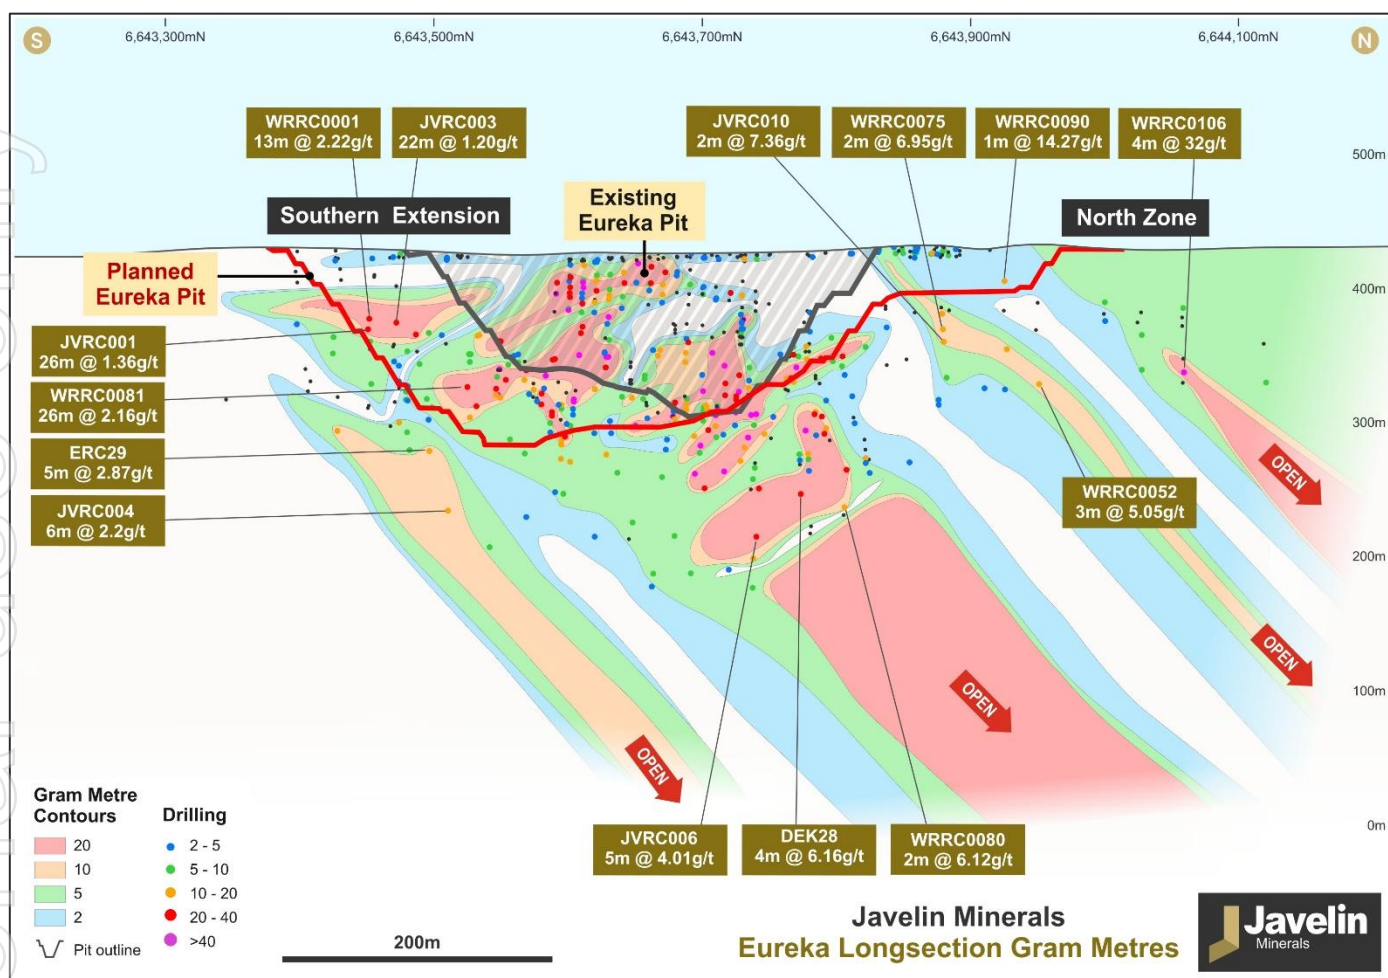 S
6,643,300mN
6,643,500mN
6,643,700mN
6,643,900mN
6,644,100mN
N
WRRC0001
13m @ 2.22g/t
JVRC003
22m @ 1.20g/t
JVRC010
2m @ 7.36g/t
WRRC0075
2m @ 6.95g/t
WRRC0090
1m @ 14.27g/t
WRRC0106
4m @ 32g/t
500m
Southern Extension
Existing
Eureka Pit
North Zone
Planned
Eureka Pit
400m
JVRC001
26m @ 1.36g/t
WRRC0081
26m @ 2.16g/t
300m
ERC29
5m @ 2.87g/t
JVRC004
6m @ 2.2g/t
OPEN
WRRC0052
3m @ 5.05g/t
200m
OPEN
100m
OPEN
OPEN
0m
Gram Metre
Contours
20
10
5
2
Pit outline
Drilling
2 - 5
5 - 10
10 - 20
20 - 40
>40
JVRC006
5m @ 4.01g/t
DEK28
4m @ 6.16g/t
WRRC0080
2m @ 6.12g/t
200m
Javelin Minerals
Eureka Longsection Gram Metres
Javelin
Minerals